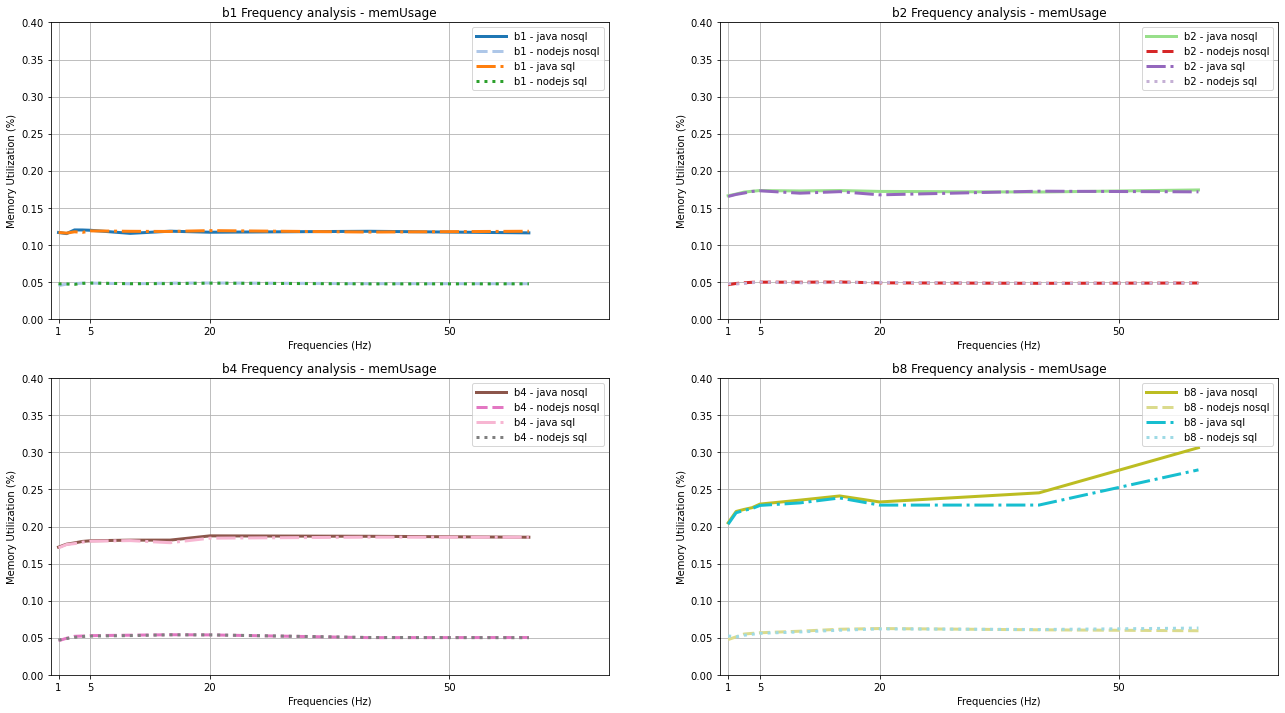 b1 Frequency analysis - memUsage
0.40
0.35
0.30
0.25
0.20
0.15
0.10
0.05
0.00
Memory Utilization (%)
b1 - java nosql
b1 - nodejs nosql
b1 - java sql
b1 - nodejs sql
1 5 20 50
Frequencies (Hz)
b2 Frequency analysis - memUsage
0.40
0.35
0.30
0.25
0.20
0.15
0.10
0.05
0.00
Memory Utilization (%)
b2 - java nosql
b2 - nodejs nosql
b2 - java sql
b2 - nodejs sql
1 5 20 50
Frequencies (Hz)
b4 Frequency analysis - memUsage
0.40
0.35
0.30
0.25
0.20
0.15
0.10
0.05
0.00
Memory Utilization (%)
b4 - java nosql
b4 - nodejs nosql
b4 - java sql
b4 - nodejs sql
1 5 20 50
Frequencies (Hz)
b8 Frequency analysis - memUsage
0.40
0.35
0.30
0.25
0.20
0.15
0.10
0.05
0.00
Memory Utilization (%)
b8 - java nosql
b8 - nodejs nosql
b8 - java sql
b8 - nodejs sql
1 5 20 50
Frequencies (Hz)